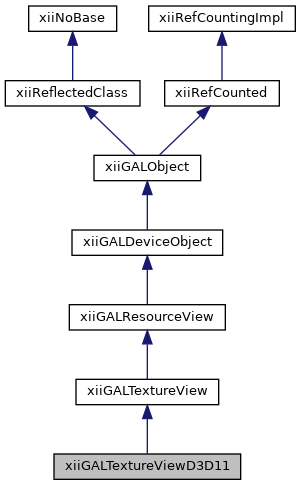 xiiNoBase
xiiRefCountingImpl
xiiReflectedClass
xiiRefCounted
xiiGALObject
xiiGALDeviceObject
xiiGALResourceView
xiiGALTextureView
xiiGALTextureViewD3D11